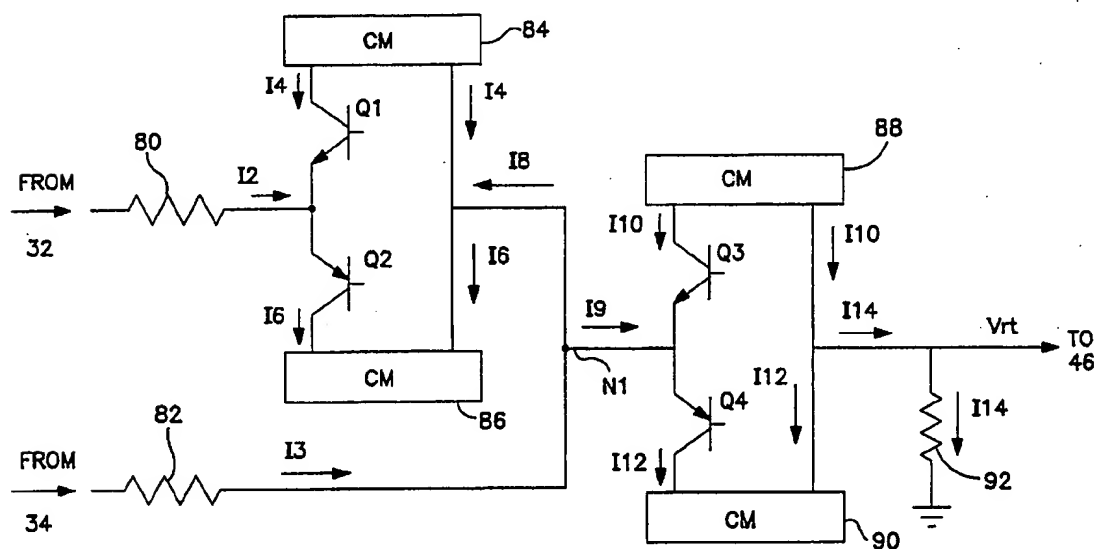 CM
84
I4
I4
Q1
80
FROM
I2
I8
88
CM
32
I10
I10
Q2
I6
Q3
I6
I9
I14
Vrt
TO
46
CM
N1
I12
Q4
86
82
I14
I3
FROM
I12
92
34
CM
90